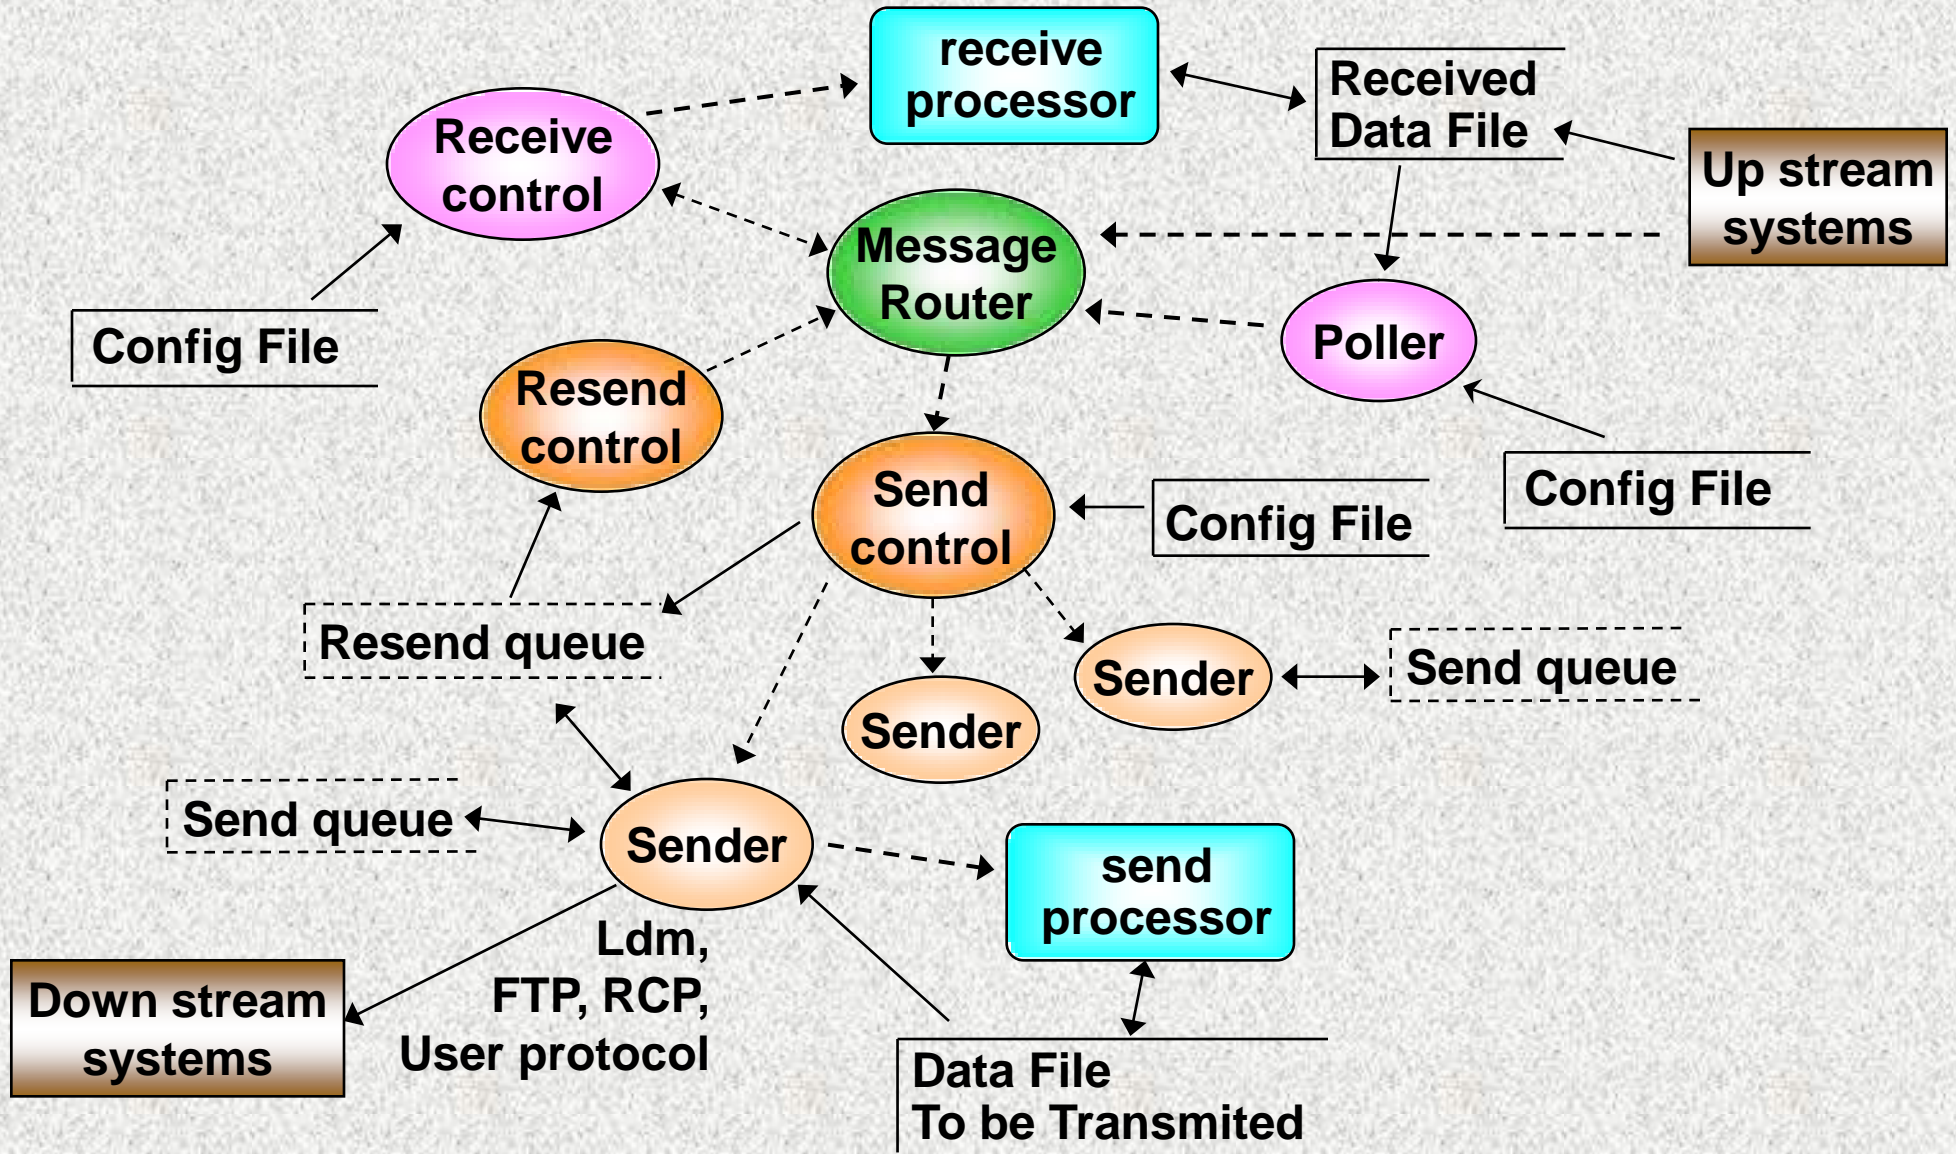 receive
processor
Received
Data File
Receive
control
Up stream
systems
Message
Router
Config File
Poller
Resend
control
Send
control
Config File
Config File
Resend queue
Sender
Send queue
Sender
Send queue
Sender
send
processor
Ldm,
FTP, RCP,
User protocol
Down stream
systems
Data File
To be Transmited